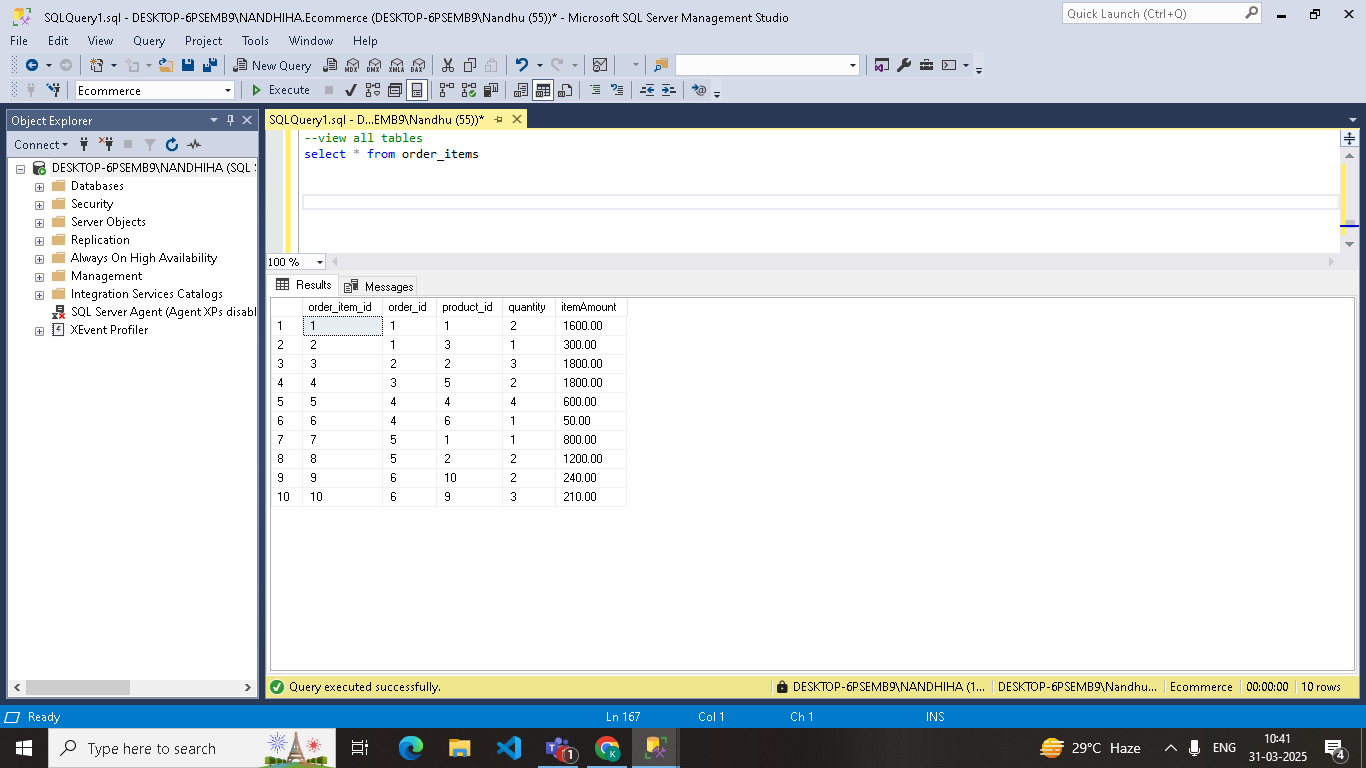 SQLQuery1.sql - DESKTOP-6PSEMB9\NANDHIHA.Ecommerce (DESKTOP-6PSEMB9\Nandhu (55))* - Microsoft SQL Server Management Studio
Quick Launch (Ctrl+Q)
File Edit View Query Project Tools Window Help
New Query MDX DMX XMLA DAX
Ecommerce Execute
Object Explorer
SQLQuery1.sql - D...EMB9\Nandhu (55))*
Connect
DESKTOP-6PSEMB9\NANDHIHA (SQL
Databases
Security
Server Objects
Replication
Always On High Availability
Management
Integration Services Catalogs
SQL Server Agent (Agent XPs disabl
XEvent Profiler
--view all tables
select * from order_items
100 %
Results Messages
order_item_id order_id product_id quantity itemAmount
1 1 1 1 2 1600.00
2 2 1 3 1 300.00
3 3 2 2 3 1800.00
4 4 3 5 2 1800.00
5 5 4 4 4 600.00
6 6 4 6 1 50.00
7 7 5 1 1 800.00
8 8 5 2 2 1200.00
9 9 6 10 2 240.00
10 10 6 9 3 210.00
Query executed successfully. DESKTOP-6PSEMB9\NANDHIHA (1... DESKTOP-6PSEMB9\Nandhu... Ecommerce 00:00:00 10 rows
Ready Ln 167 Col 1 Ch 1 INS
Type here to search 1 29°C Haze ENG 10:41
31-03-2025 4